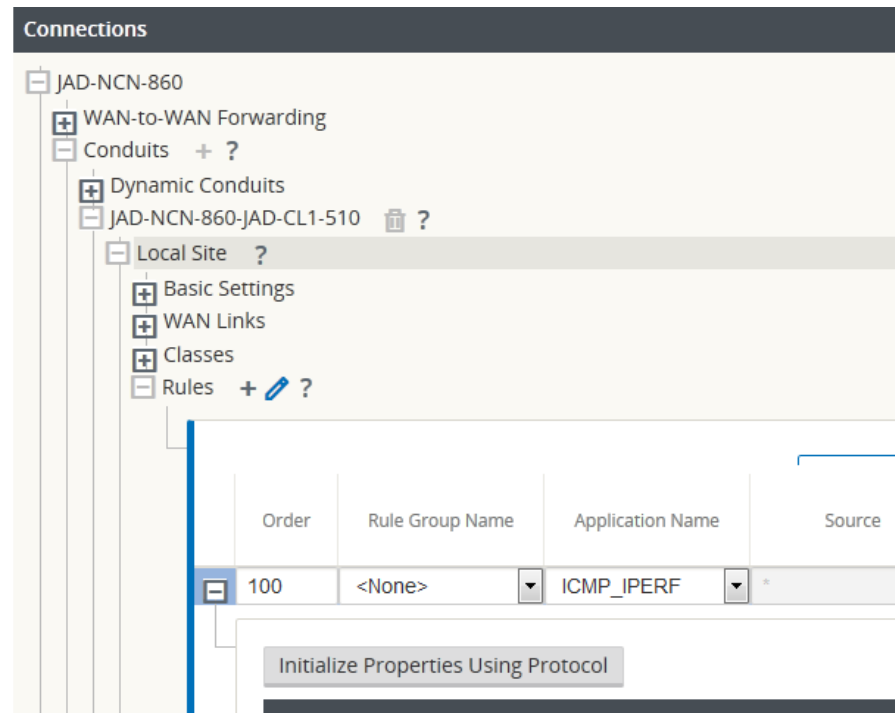 Connections
JAD-NCN-860
WAN-to-WAN Forwarding
Conduits + ?
Dynamic Conduits
JAD-NCN-860-JAD-CL1-510 ?
Local Site ?
Basic Settings
WAN Links
Classes
Rules + ?
Order Rule Group Name Application Name Source
100 <None> ICMP_IPERF *
Initialize Properties Using Protocol